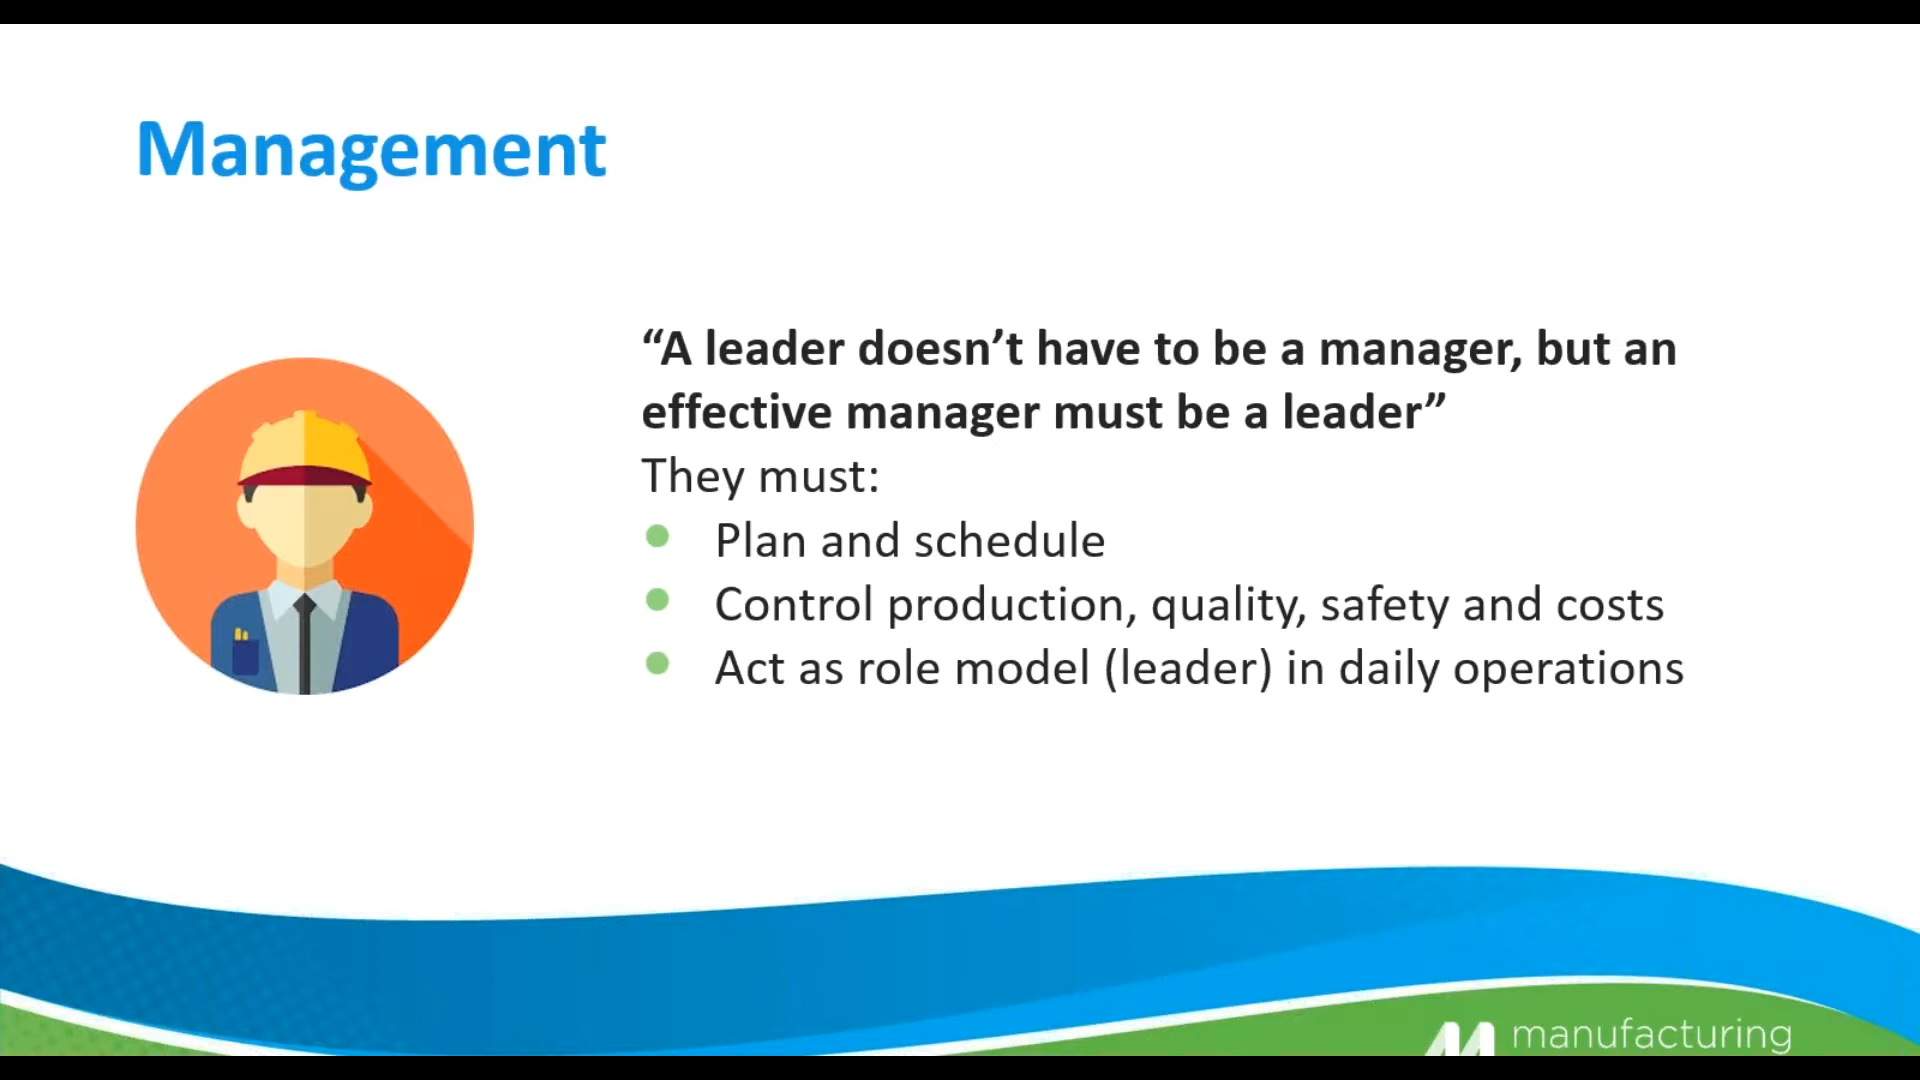 Management
“A leader doesn’t have to be a manager, but an
effective manager must be a leader”
They must:
Plan and schedule
Control production, quality, safety and costs
Act as role model (leader) in daily operations
manufacturing